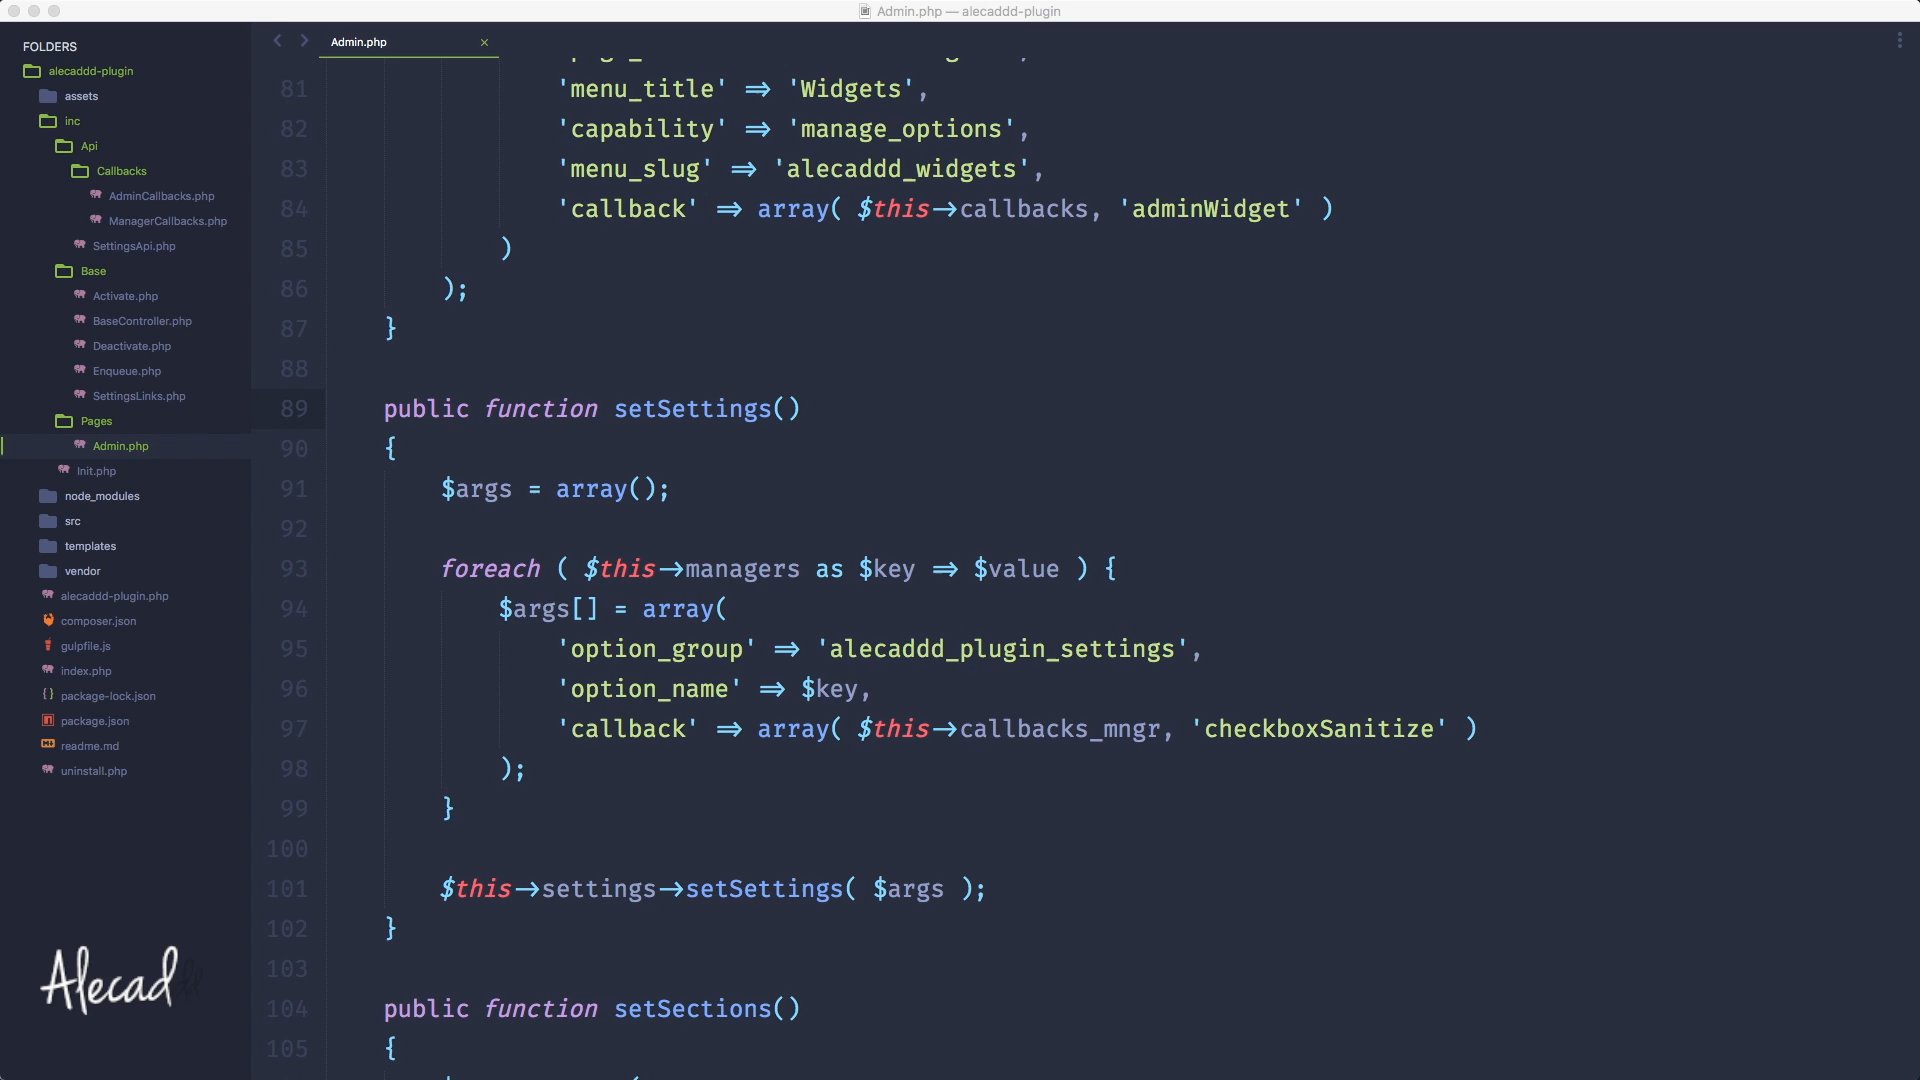 Admin.php — alecaddd-plugin
FOLDERS
alecaddd-plugin
assets
inc
Api
Callbacks
AdminCallbacks.php
ManagerCallbacks.php
SettingsApi.php
Base
Activate.php
BaseController.php
Deactivate.php
Enqueue.php
SettingsLinks.php
Pages
Admin.php
Init.php
node_modules
src
templates
vendor
alecaddd-plugin.php
composer.json
gulpfile.js
index.php
package-lock.json
package.json
readme.md
uninstall.php
Alecad
Admin.php ×
81 'menu_title' => 'Widgets',
82 'capability' => 'manage_options',
83 'menu_slug' => 'alecaddd_widgets',
84 'callback' => array( $this->callbacks, 'adminWidget' )
85 )
86 );
87 }
88
89 public function setSettings()
90 {
91 $args = array();
92
93 foreach ( $this->managers as $key => $value ) {
94 $args[] = array(
95 'option_group' => 'alecaddd_plugin_settings',
96 'option_name' => $key,
97 'callback' => array( $this->callbacks_mngr, 'checkboxSanitize' )
98 );
99 }
100
101 $this->settings->setSettings( $args );
102 }
103
104 public function setSections()
105 {